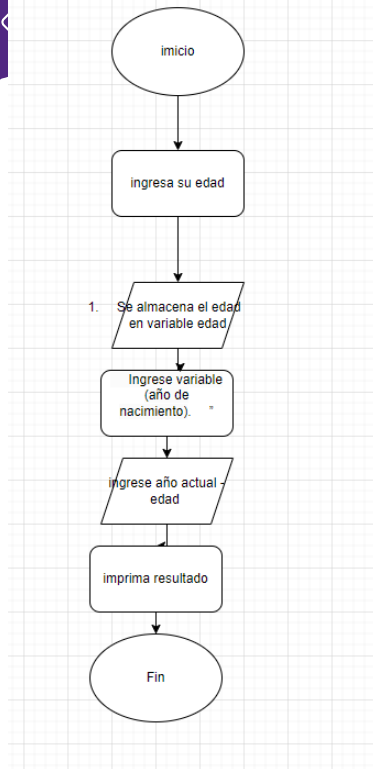 imicio
ingresa su edad
1. Se almacena el edad
en variable edad
Ingrese variable
(año de
nacimiento). "
ingrese año actual -
edad
imprima resultado
Fin